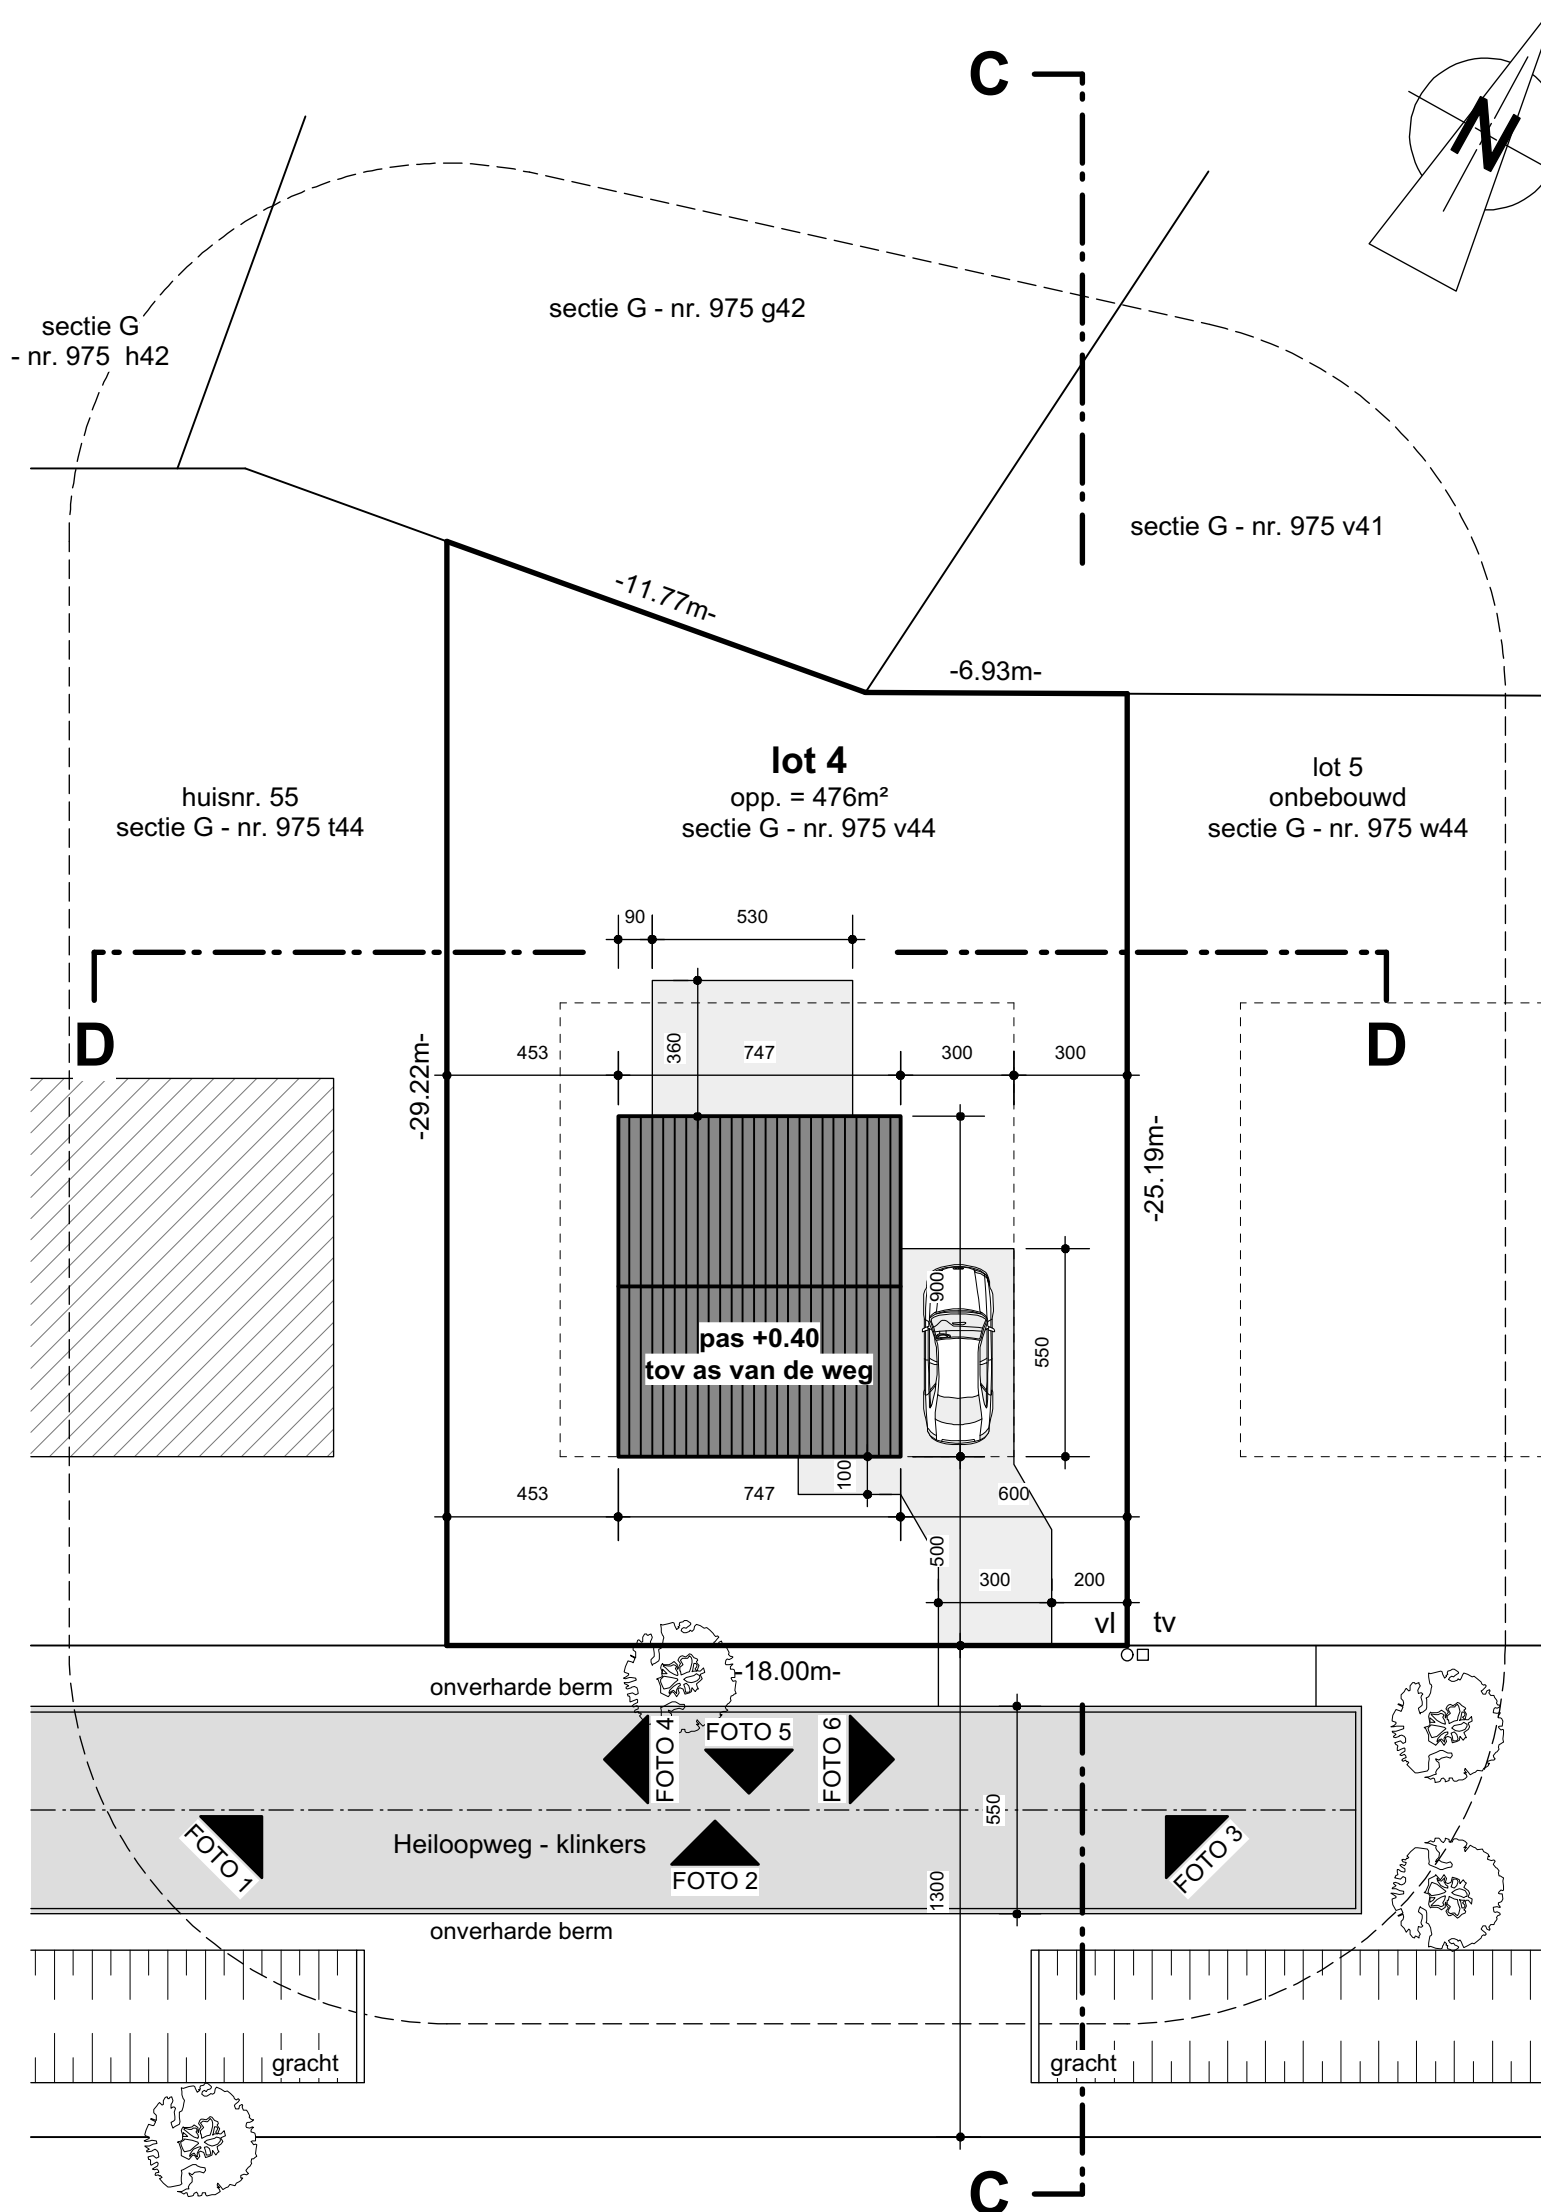 C
N
sectie G - nr. 975 g42
sectie G
- nr. 975 h42
sectie G - nr. 975 v41
-11.77m-
-6.93m-
lot 4
opp. = 476m²
sectie G - nr. 975 v44
huisnr. 55
sectie G - nr. 975 t44
lot 5
onbebouwd
sectie G - nr. 975 w44
90
530
D
D
-29.22m-
453
360
747
300
300
-25.19m-
900
550
pas +0.40
tov as van de weg
100
453
747
600
500
300
200
vl
tv
-18.00m-
onverharde berm
FOTO 4
FOTO 5
FOTO 6
550
FOTO 1
Heiloopweg - klinkers
FOTO 2
FOTO 3
1300
onverharde berm
gracht
gracht
C